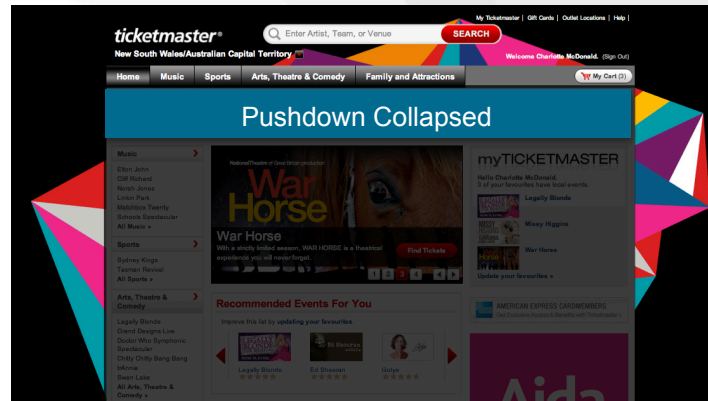 My Ticketmaster | Gift Cards | Outlet Locations | Help |
ticketmaster®
Enter Artist, Team, or Venue
SEARCH
New South Wales/Australian Capital Territory
Welcome Charlotte McDonald. (Sign Out)
Home Music Sports Arts, Theatre & Comedy Family and Attractions
My Cart (3)
Pushdown Collapsed
Music
Elton John
Cliff Richard
Norah Jones
Linkin Park
Matchbox Twenty
Schools Spectacular
All Music »
Sports
Sydney Kings
Tasman Revival
All Sports »
Arts, Theatre &
Comedy
Legally Blonde
Grand Designs Live
Doctor Who Symphonic
Spectacular
Chitty Chitty Bang Bang
bAnnie
Swan Lake
All Arts, Theatre &
Comedy »
NationalTheatre of Great Britain production
War
Horse
War Horse
With a strictly limited season, WAR HORSE is a theatrical
experience you will never forget.
Find Tickets
1 2 3 4
Recommended Events For You
Improve this list by updating your favourites.
LEGALLY
BLONDE
Legally Blonde
Ed Sheeran
Gotye
myTICKETMASTER
Hello Charlotte McDonald.
3 of your favourites have local events.
Legally Blonde
Missy Higgins
War Horse
Update your favourites »
AMERICAN EXPRESS CARDMEMBERS
Aida